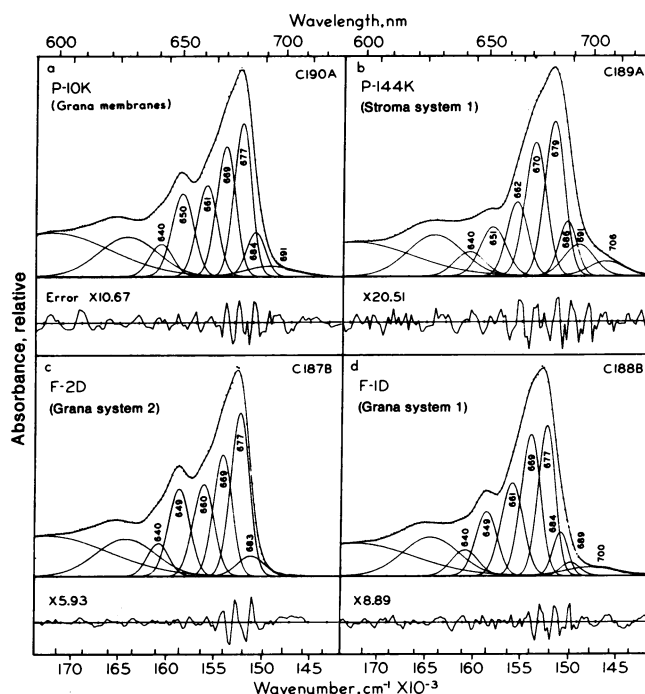 Wavelength, nm
600 650 700 600 650 700
a C190A
P-10K
(Grana membranes)
640 650 661 669 677 684 691
b C189A
P-144K
(Stroma system 1)
640 651 662 670 679 686 691 706
Absorbance, relative
Error X10.67
X20.51
c C187B
F-2D
(Grana system 2)
640 649 660 669 677 683
d C188B
F-1D
(Grana system 1)
640 649 661 669 677 684 689 700
X5.93
X8.89
170 165 160 155 150 145 170 165 160 155 150 145
Wavenumber, cm⁻¹ X10⁻³